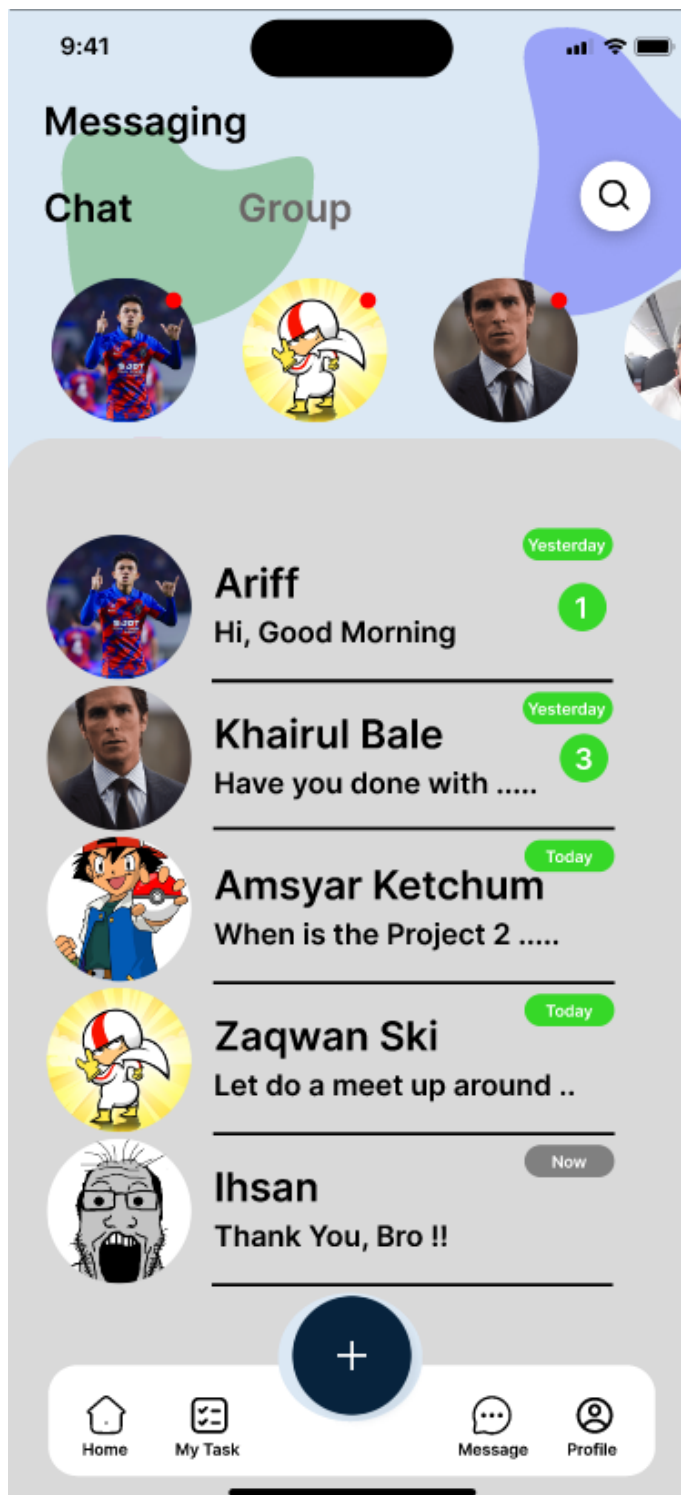 9:41
Messaging
Chat Group
Yesterday
Ariff
1
Hi, Good Morning
Yesterday
Khairul Bale
3
Have you done with .....
Today
Amsyar Ketchum
When is the Project 2 .....
Today
Zaqwan Ski
Let do a meet up around ..
Now
Ihsan
Thank You, Bro !!
+
Home My Task Message Profile